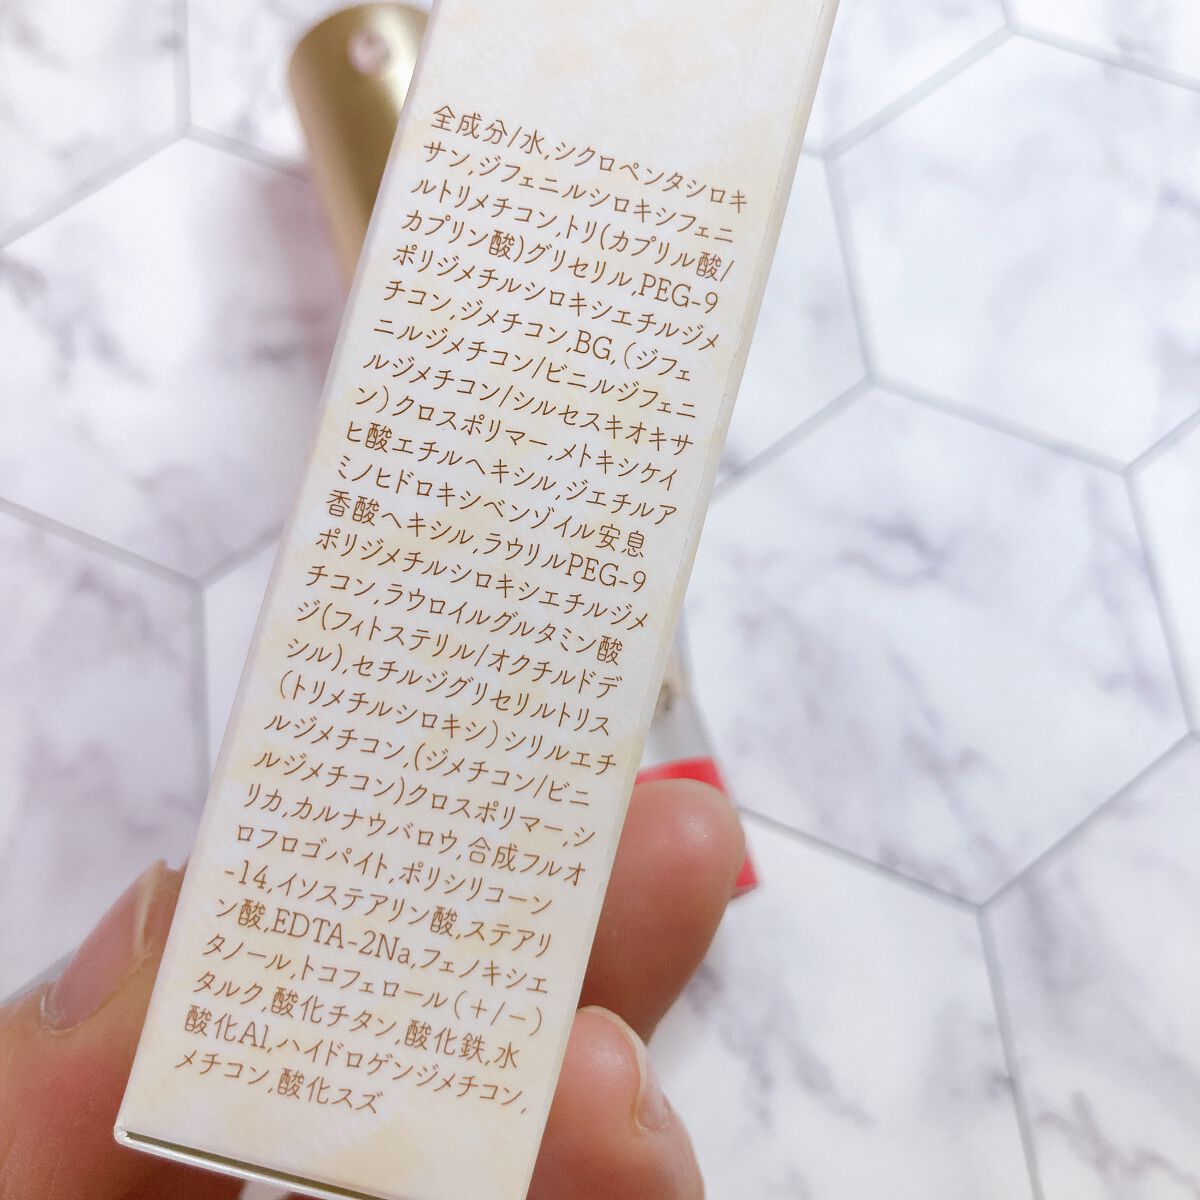 全成分/水,シクロペンタシロキ
サン,ジフェニルシロキシフェニ
ルトリメチコン,トリ(カプリル酸/
カプリン酸)グリセリル,PEG-9
ポリジメチルシロキシエチルジメ
チコン,ジメチコン,BG,(ジフェ
ニルジメチコン/ビニルジフェニ
ルジメチコン/シルセスキオキサ
ン)クロスポリマー,メトキシケイ
ヒ酸エチルヘキシル,ジエチルア
ミノヒドロキシベンゾイル安息
香酸ヘキシル,ラウリルPEG-9
ポリジメチルシロキシエチルジメ
チコン,ラウロイルグルタミン酸
ジ(フィトステリル/オクチルドデ
シル),セチルジグリセリルトリス
(トリメチルシロキシ)シリルエチ
ルジメチコン,(ジメチコン/ビニ
ルジメチコン)クロスポリマー,シ
リカ,カルナウバロウ,合成フルオ
ロフロゴパイト,ポリシリコーン
-14,イソステアリン酸,ステアリ
ン酸,EDTA-2Na,フェノキシエ
タノール,トコフェロール(+/-)
タルク,酸化チタン,酸化鉄,水
酸化Al,ハイドロゲンジメチコン,
メチコン,酸化スズ